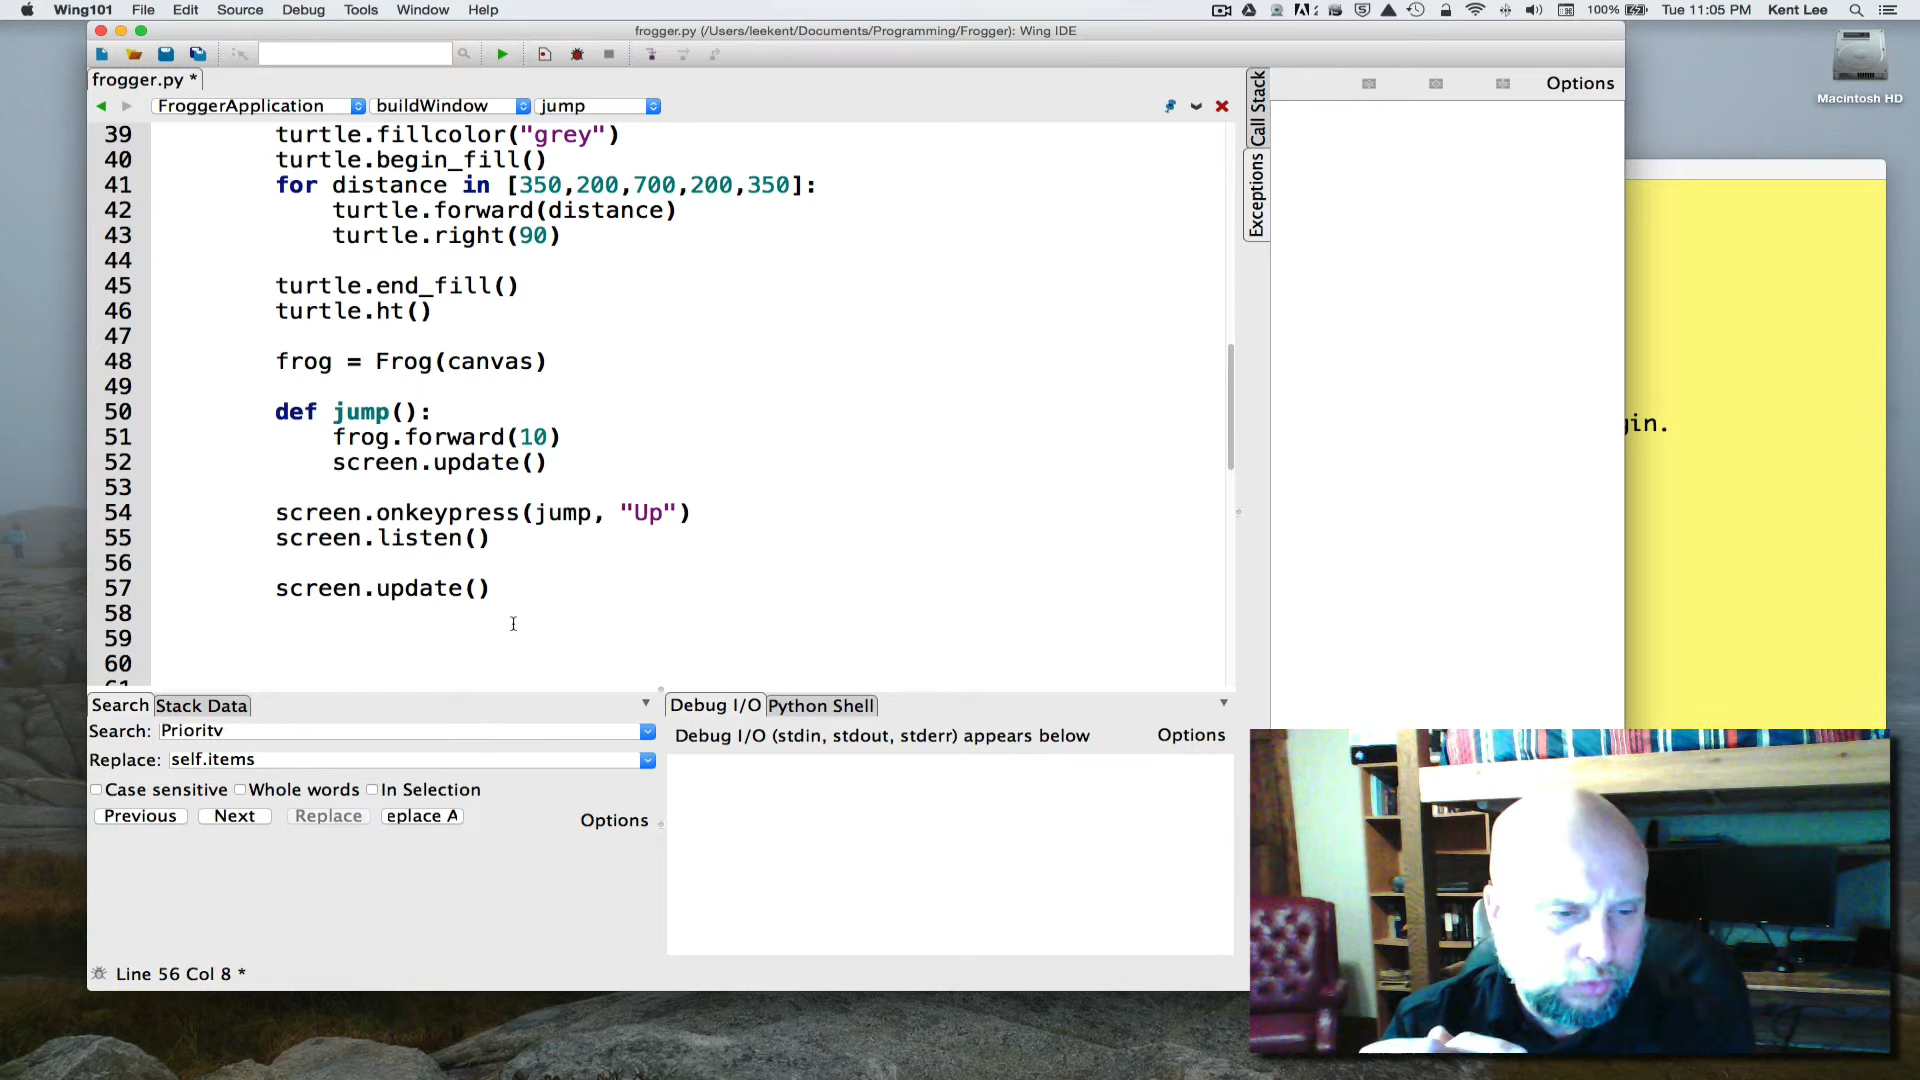 Wing101 File Edit Source Debug Tools Window Help
100% Tue 11:05 PM Kent Lee
frogger.py (/Users/leekent/Documents/Programming/Frogger): Wing IDE
frogger.py *
FroggerApplication buildWindow jump
Options
Macintosh HD
Call Stack
Exceptions
39 turtle.fillcolor("grey")
40 turtle.begin_fill()
41 for distance in [350,200,700,200,350]:
42 turtle.forward(distance)
43 turtle.right(90)
44
45 turtle.end_fill()
46 turtle.ht()
47
48 frog = Frog(canvas)
49
50 def jump():
51 frog.forward(10)
52 screen.update()
53
54 screen.onkeypress(jump, "Up")
55 screen.listen()
56
57 screen.update()
58
59
60
gin.
Search Stack Data
Search: Priority
Replace: self.items
Case sensitive Whole words In Selection
Previous Next Replace eplace A Options
Debug I/O Python Shell
Debug I/O (stdin, stdout, stderr) appears below Options
Line 56 Col 8 *